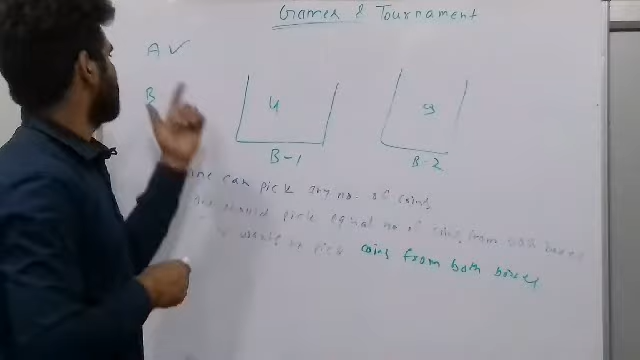 Games & Tournament
A ✓
B
4
B-1
B-2
can pick any no. of coins
should pick equal no of coins from both boxes
pick coins from both boxes